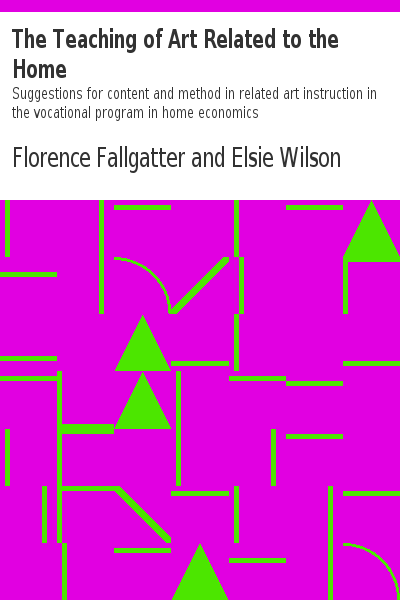 The Teaching of Art Related to the
Home
Suggestions for content and method in related art instruction in
the vocational program in home economics
Florence Fallgatter and Elsie Wilson